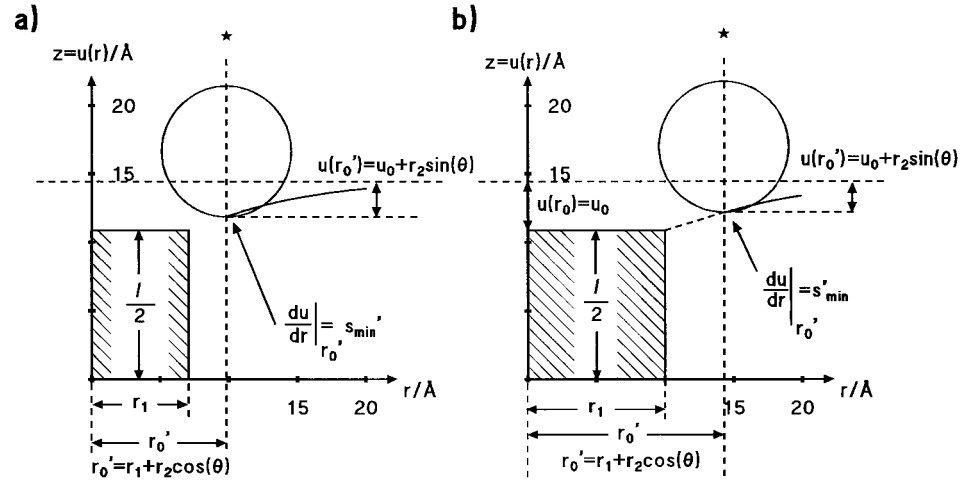 a)
★
z=u(r)/Å
20
15
u(r₀')=u₀+r₂sin(θ)
l
2
du
dr
r₀'
= sₘᵢₙ'
r/Å
15
20
r₁
r₀'
r₀'=r₁+r₂cos(θ)
b)
★
z=u(r)/Å
20
15
u(r₀')=u₀+r₂sin(θ)
u(r₀)=u₀
l
2
du
dr
r₀'
=s'ₘᵢₙ
r/Å
15
20
r₁
r₀'
r₀'=r₁+r₂cos(θ)